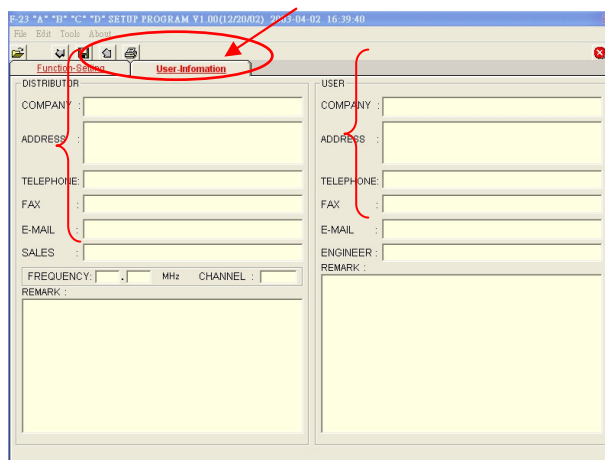 F-23 "A" "B" "C" "D" SETUP PROGRAM V1.00(12/20/02) 2003-04-02 16:39:40
File Edit Tools About
Function-Setting User-Infomation
DISTRIBUTOR
COMPANY :
ADDRESS :
TELEPHONE:
FAX :
E-MAIL :
SALES :
FREQUENCY: . MHz CHANNEL :
REMARK :
USER
COMPANY :
ADDRESS :
TELEPHONE:
FAX :
E-MAIL :
ENGINEER :
REMARK :